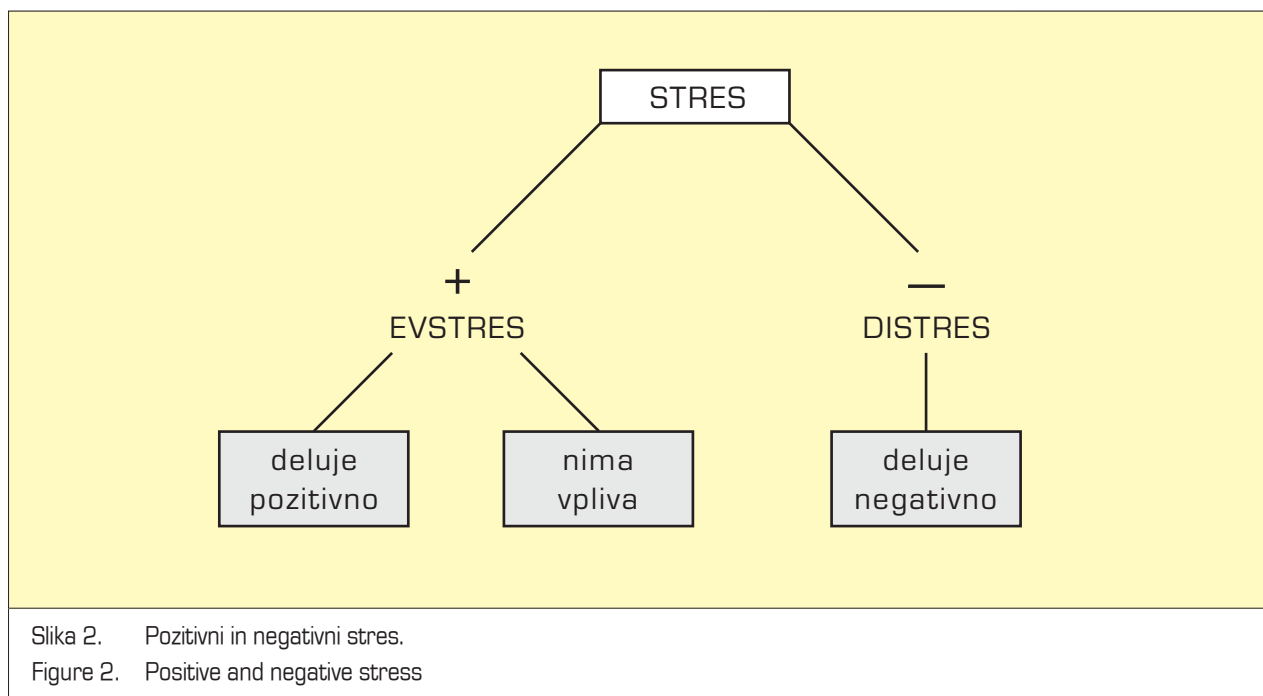 STRES
+
—
EVSTRES
DISTRES
deluje
pozitivno
nima
vpliva
deluje
negativno
Slika 2. Pozitivni in negativni stres.
Figure 2. Positive and negative stress